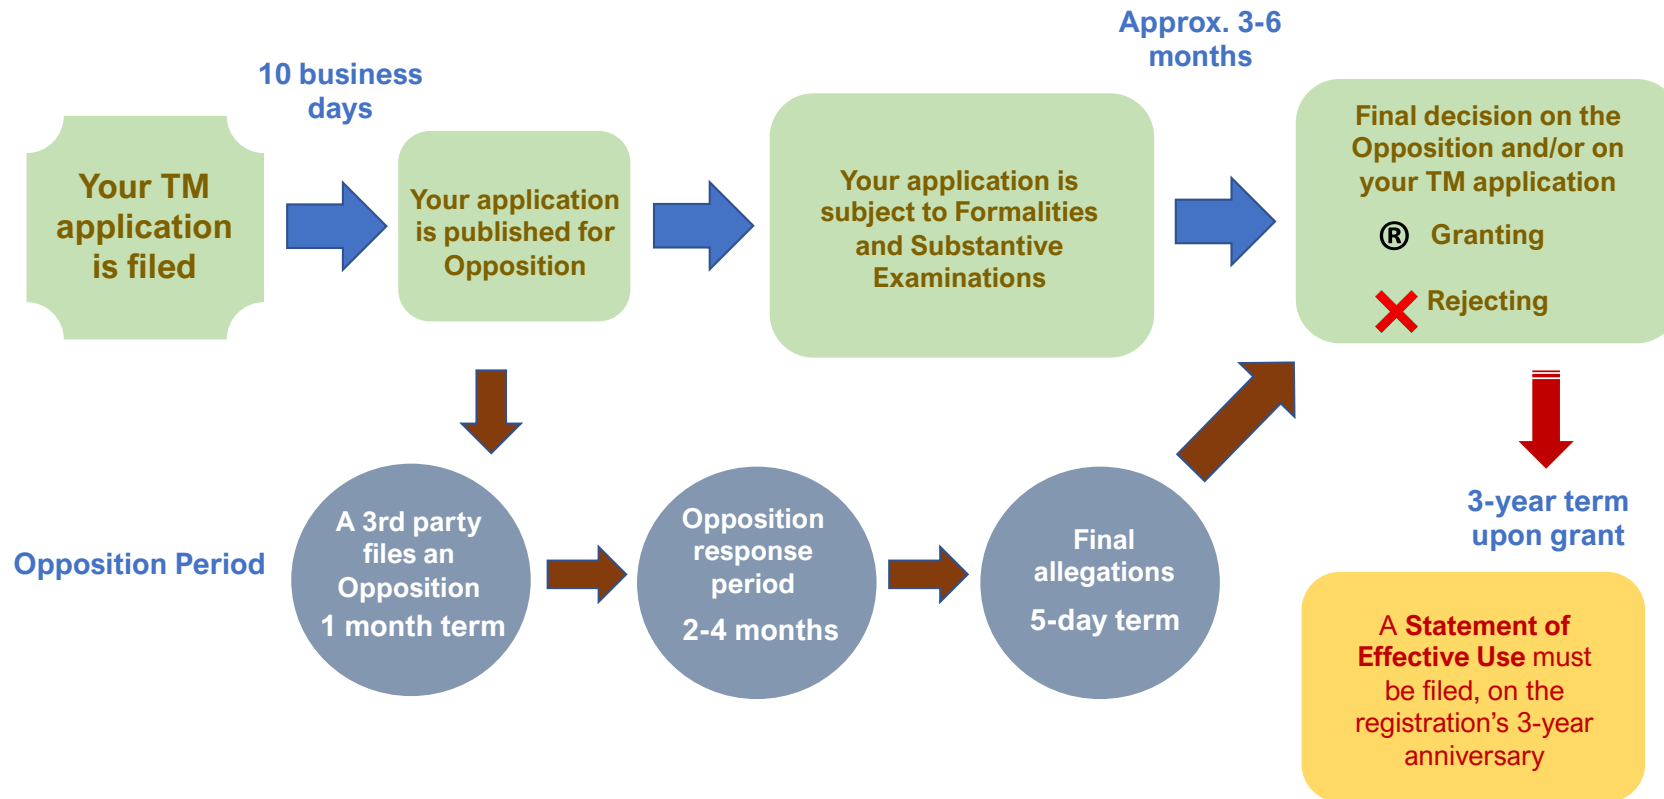 10 business
days
Approx. 3-6
months
Your TM
application
is filed
Your application
is published for
Opposition
Your application is
subject to Formalities
and Substantive
Examinations
Final decision on the
Opposition and/or on
your TM application
® Granting
Rejecting
Opposition Period
A 3rd party
files an
Opposition
1 month term
Opposition
response
period
2-4 months
Final
allegations
5-day term
3-year term
upon grant
A Statement of
Effective Use must
be filed, on the
registration’s 3-year
anniversary